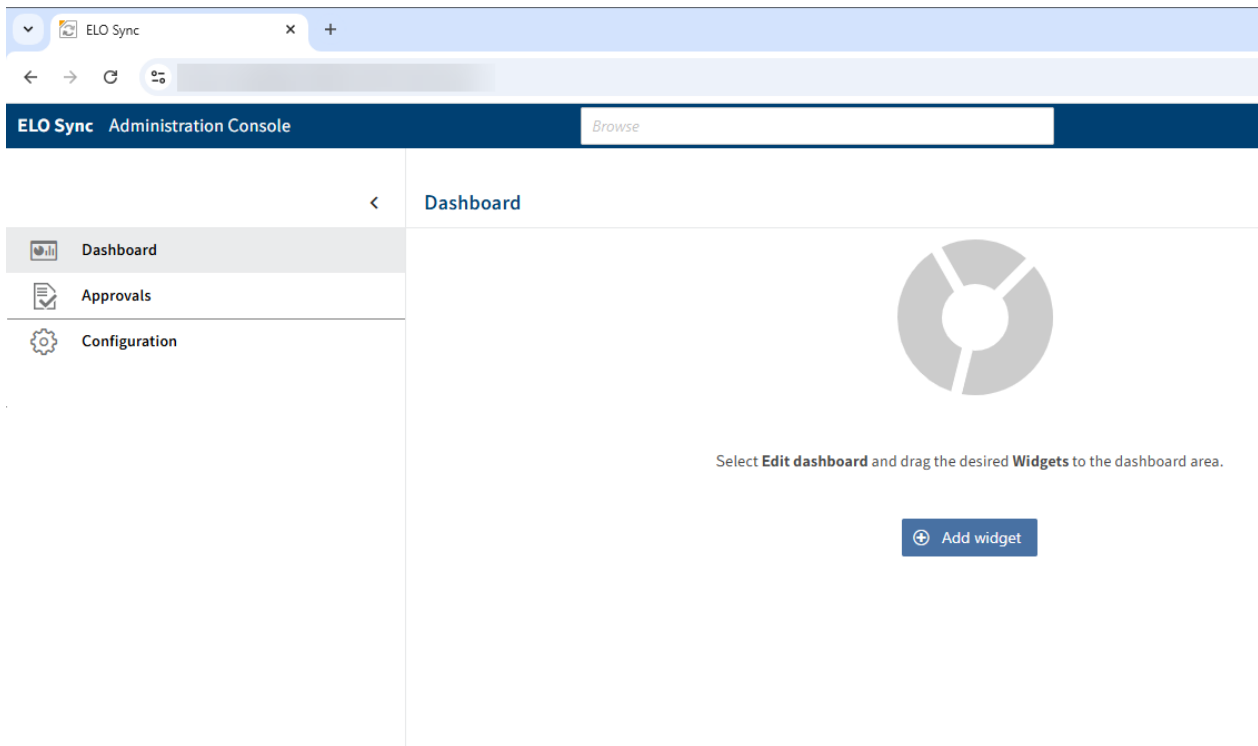 ELO Sync
ELO Sync Administration Console
Browse
Dashboard
Dashboard
Approvals
Configuration
Select Edit dashboard and drag the desired Widgets to the dashboard area.
Add widget